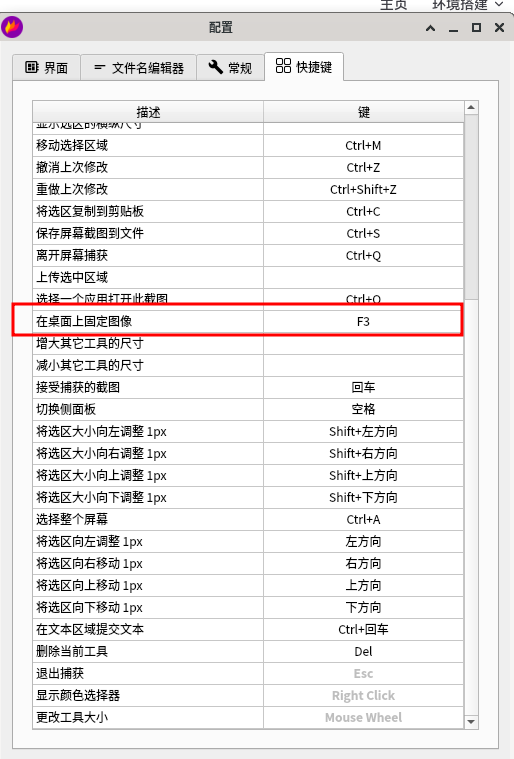 主页 环境搭建
配置
界面 文件名编辑器 常规 快捷键
描述 键
显示选区的横纵尺寸
移动选择区域 Ctrl+M
撤消上次修改 Ctrl+Z
重做上次修改 Ctrl+Shift+Z
将选区复制到剪贴板 Ctrl+C
保存屏幕截图到文件 Ctrl+S
离开屏幕捕获 Ctrl+Q
上传选中区域
选择一个应用打开此截图 Ctrl+O
在桌面上固定图像 F3
增大其它工具的尺寸
减小其它工具的尺寸
接受捕获的截图 回车
切换侧面板 空格
将选区大小向左调整 1px Shift+左方向
将选区大小向右调整 1px Shift+右方向
将选区大小向上调整 1px Shift+上方向
将选区大小向下调整 1px Shift+下方向
选择整个屏幕 Ctrl+A
将选区向左调整 1px 左方向
将选区向右移动 1px 右方向
将选区向上移动 1px 上方向
将选区向下移动 1px 下方向
在文本区域提交文本 Ctrl+回车
删除当前工具 Del
退出捕获 Esc
显示颜色选择器 Right Click
更改工具大小 Mouse Wheel